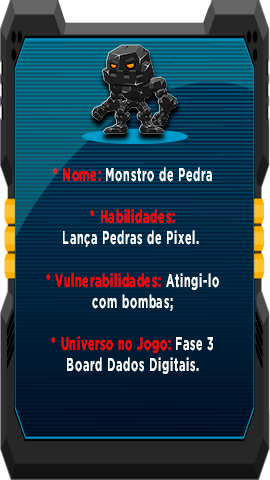 * Nome: Monstro de Pedra
* Habilidades:
Lança Pedras de Pixel.
* Vulnerabilidades: Atingi-lo
com bombas;
* Universo no Jogo: Fase 3
Board Dados Digitais.